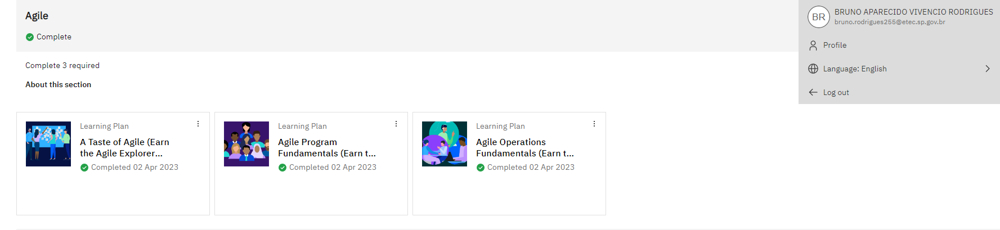 Agile
Complete
Complete 3 required
About this section
BR
BRUNO APARECIDO VIVENCIO RODRIGUES
bruno.rodrigues255@etec.sp.gov.br
Profile
Language: English
Log out
Learning Plan
A Taste of Agile (Earn
the Agile Explorer...
Completed 02 Apr 2023
Learning Plan
Agile Program
Fundamentals (Earn t...
Completed 02 Apr 2023
Learning Plan
Agile Operations
Fundamentals (Earn t...
Completed 02 Apr 2023